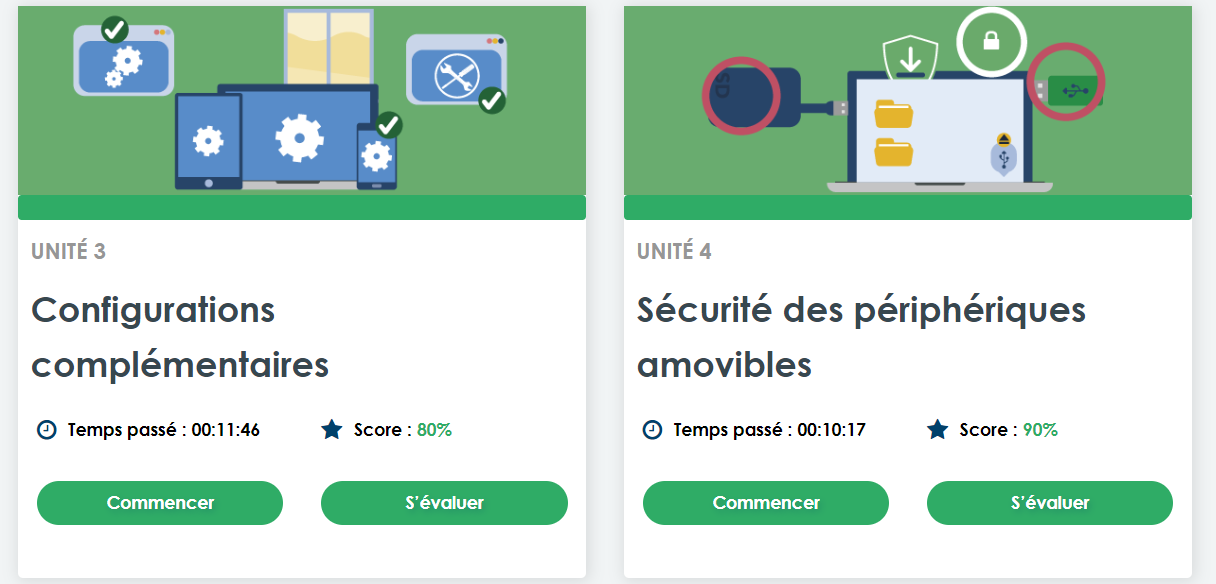 SD
UNITÉ 3
Configurations
complémentaires
Temps passé : 00:11:46
Score : 80%
Commencer
S'évaluer
UNITÉ 4
Sécurité des périphériques
amovibles
Temps passé : 00:10:17
Score : 90%
Commencer
S'évaluer